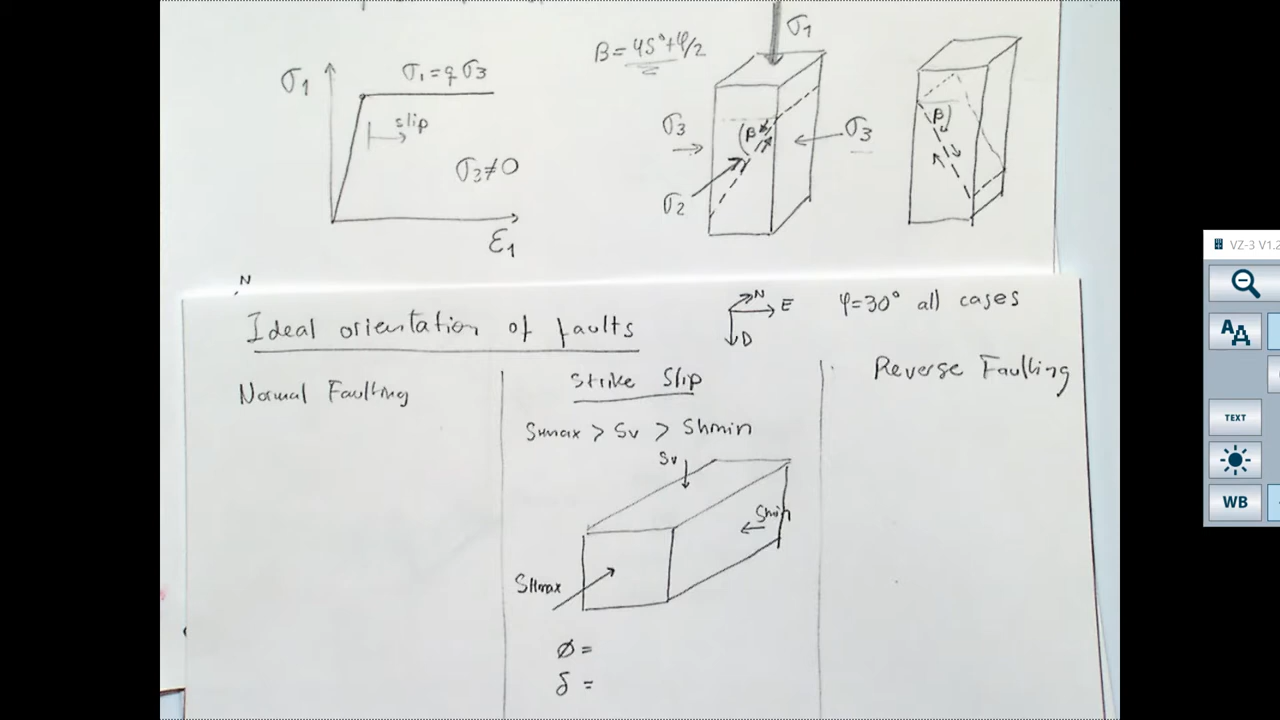 β = 45°+φ/2
σ1
σ1
σ1 = q σ3
slip
σ3≠0
ε1
σ3
β
σ3
σ2
β
N
Ideal orientation of faults
N
E
D
φ=30° all cases
Normal Faulting
Strike Slip
Reverse Faulting
SHmax > Sv > Shmin
Sv
Shmin
SHmax
ø =
δ =
VZ-3 V1.2
AA
TEXT
WB